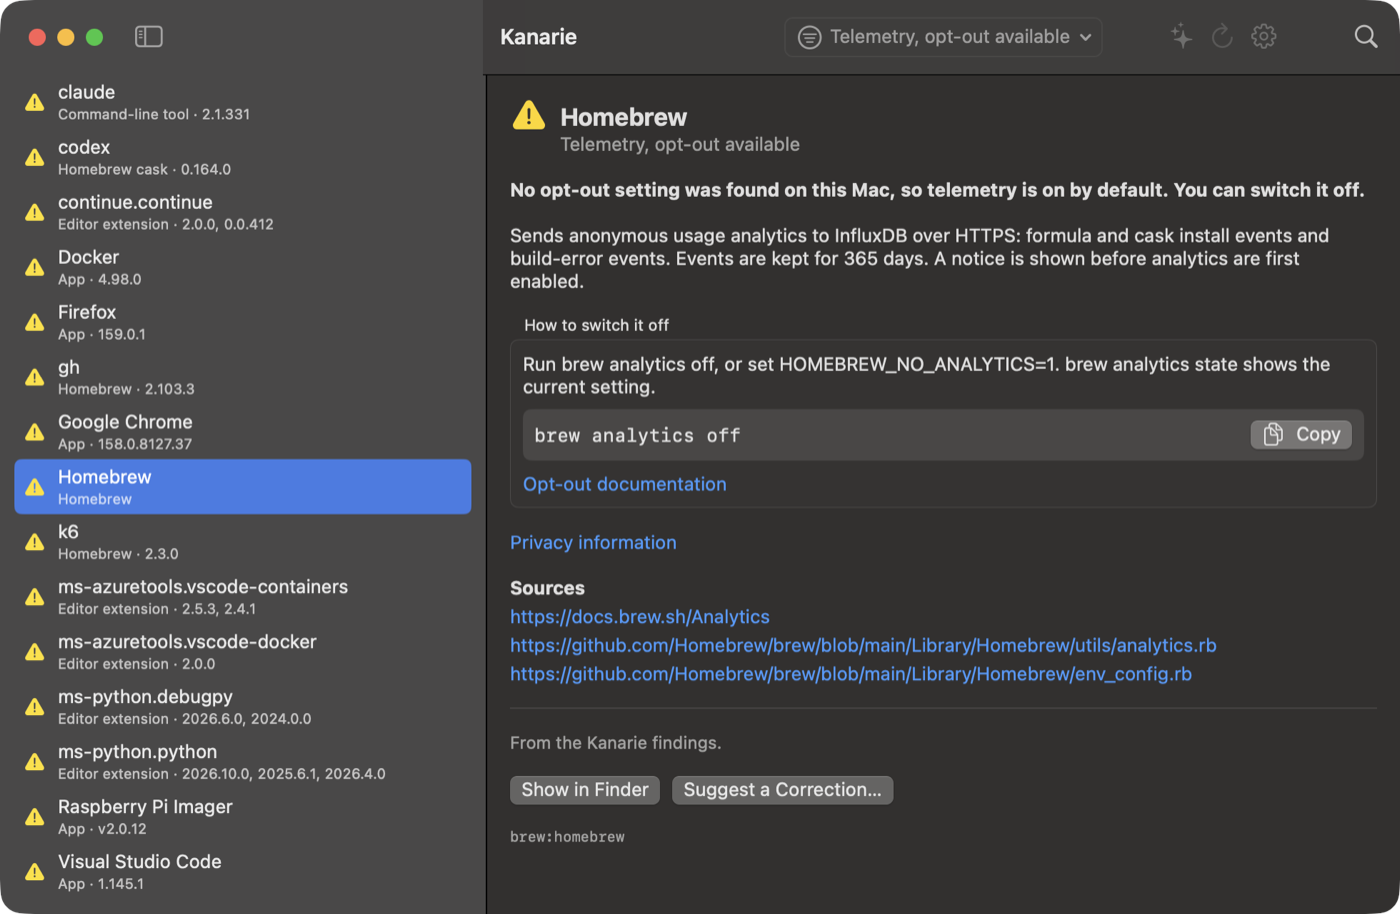 Kanarie
Telemetry, opt-out available
claude
Command-line tool · 2.1.331
codex
Homebrew cask · 0.164.0
continue.continue
Editor extension · 2.0.0, 0.0.412
Docker
App · 4.98.0
Firefox
App · 159.0.1
gh
Homebrew · 2.103.3
Google Chrome
App · 158.0.8127.37
Homebrew
Homebrew
k6
Homebrew · 2.3.0
ms-azuretools.vscode-containers
Editor extension · 2.5.3, 2.4.1
ms-azuretools.vscode-docker
Editor extension · 2.0.0
ms-python.debugpy
Editor extension · 2026.6.0, 2024.0.0
ms-python.python
Editor extension · 2026.10.0, 2025.6.1, 2026.4.0
Raspberry Pi Imager
App · v2.0.12
Visual Studio Code
App · 1.145.1
Homebrew
Telemetry, opt-out available
No opt-out setting was found on this Mac, so telemetry is on by default. You can switch it off.
Sends anonymous usage analytics to InfluxDB over HTTPS: formula and cask install events and
build-error events. Events are kept for 365 days. A notice is shown before analytics are first
enabled.
How to switch it off
Run brew analytics off, or set HOMEBREW_NO_ANALYTICS=1. brew analytics state shows the
current setting.
brew analytics off
Copy
Opt-out documentation
Privacy information
Sources
https://docs.brew.sh/Analytics
https://github.com/Homebrew/brew/blob/main/Library/Homebrew/utils/analytics.rb
https://github.com/Homebrew/brew/blob/main/Library/Homebrew/env_config.rb
From the Kanarie findings.
Show in Finder
Suggest a Correction...
brew:homebrew